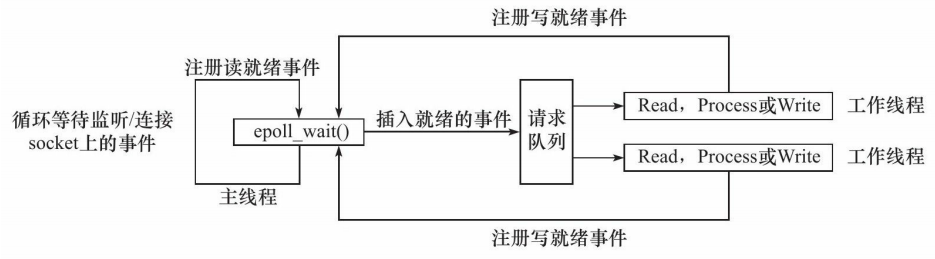 注册写就绪事件
注册读就绪事件
循环等待监听/连接
socket上的事件
epoll_wait()
插入就绪的事件
请求
队列
Read，Process或Write
工作线程
Read，Process或Write
工作线程
主线程
注册写就绪事件